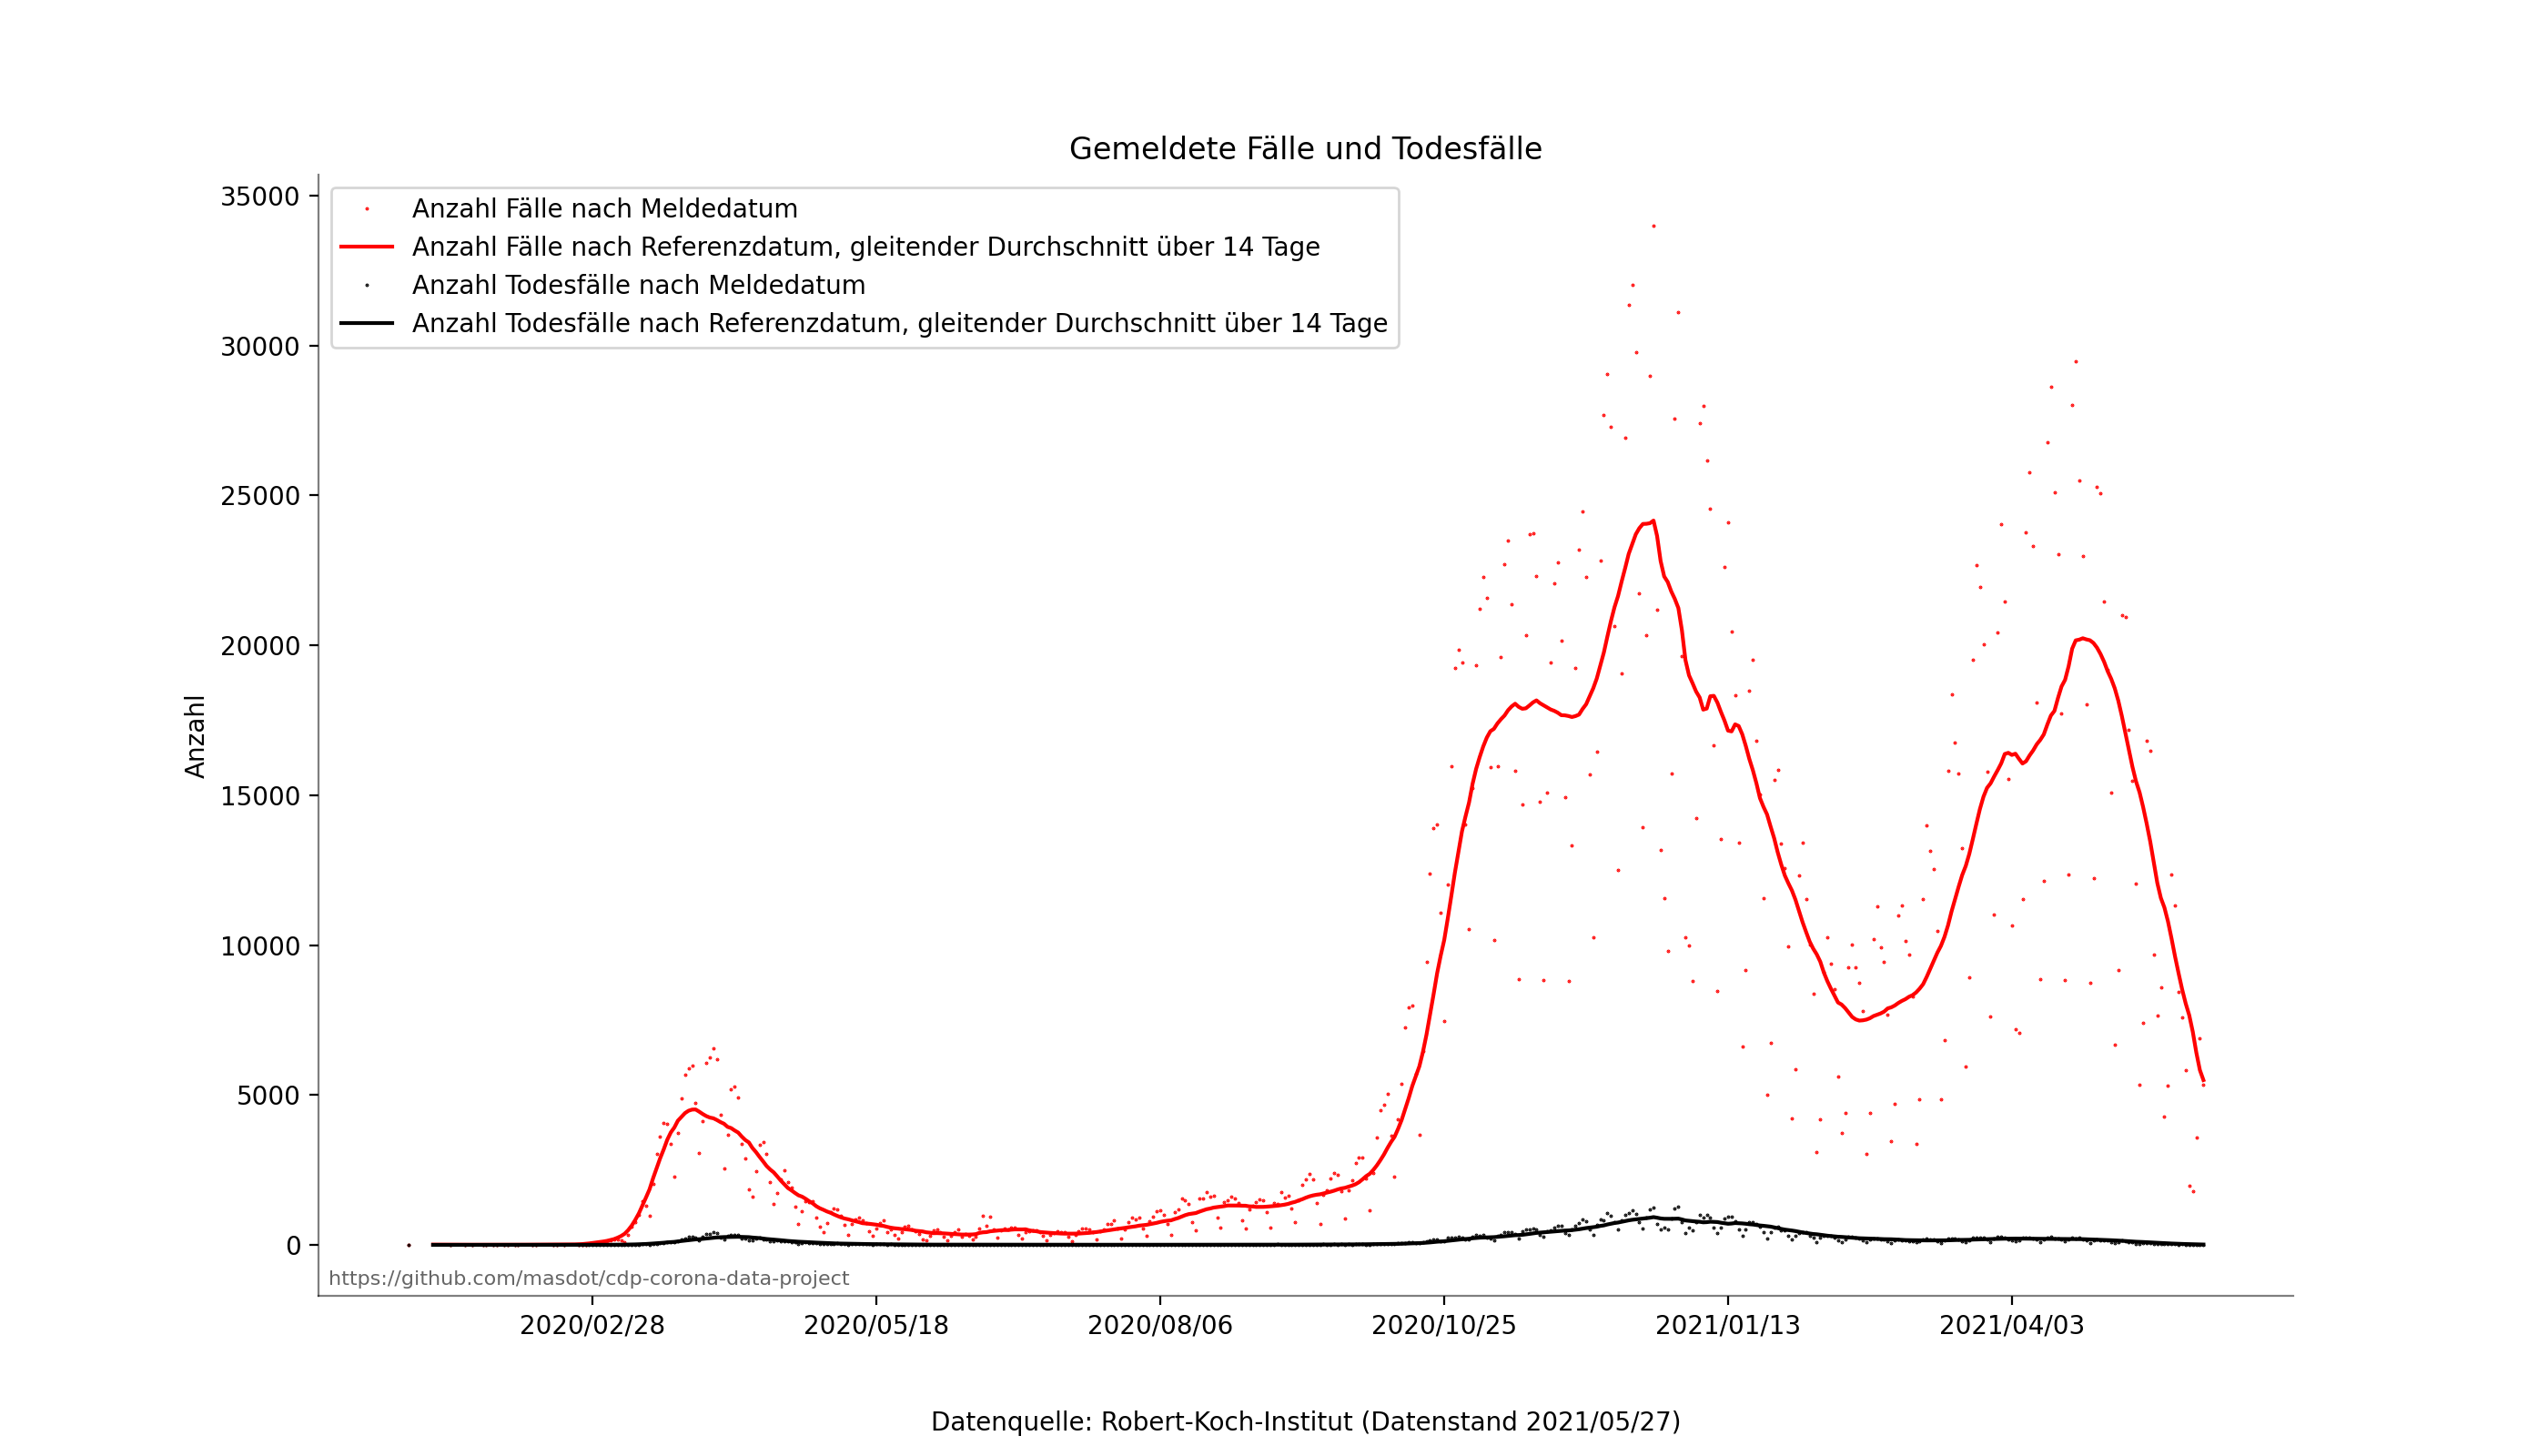 Gemeldete Fälle und Todesfälle
Anzahl Fälle nach Meldedatum
Anzahl Fälle nach Referenzdatum, gleitender Durchschnitt über 14 Tage
Anzahl Todesfälle nach Meldedatum
Anzahl Todesfälle nach Referenzdatum, gleitender Durchschnitt über 14 Tage
35000
30000
25000
20000
15000
10000
5000
0
Anzahl
https://github.com/masdot/cdp-corona-data-project
2020/02/28 2020/05/18 2020/08/06 2020/10/25 2021/01/13 2021/04/03
Datenquelle: Robert-Koch-Institut (Datenstand 2021/05/27)